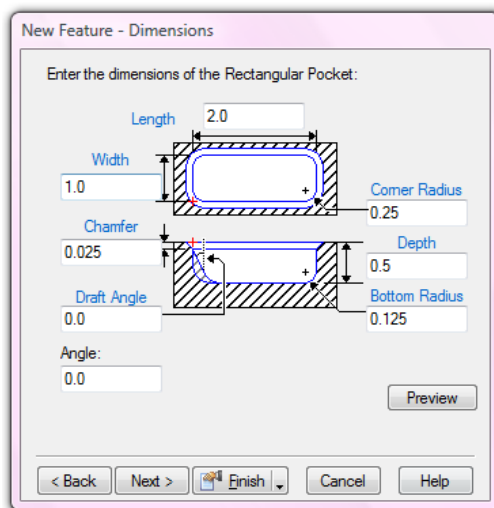 New Feature - Dimensions
Enter the dimensions of the Rectangular Pocket:
Length 2.0
Width
1.0
Corner Radius
0.25
Chamfer
0.025
Depth
0.5
Draft Angle
0.0
Bottom Radius
0.125
Angle:
0.0
Preview
< Back Next > Finish Cancel Help